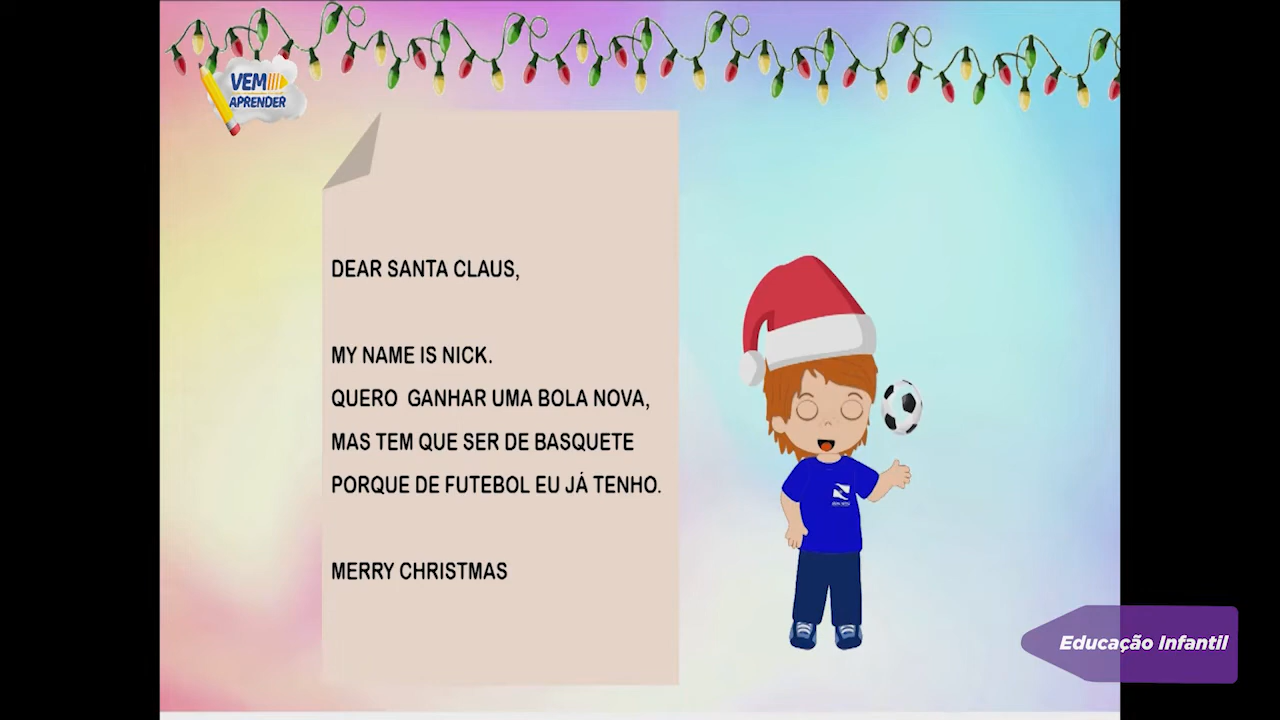 VEM
APRENDER
DEAR SANTA CLAUS,
MY NAME IS NICK.
QUERO GANHAR UMA BOLA NOVA,
MAS TEM QUE SER DE BASQUETE
PORQUE DE FUTEBOL EU JÁ TENHO.
MERRY CHRISTMAS
Educação Infantil